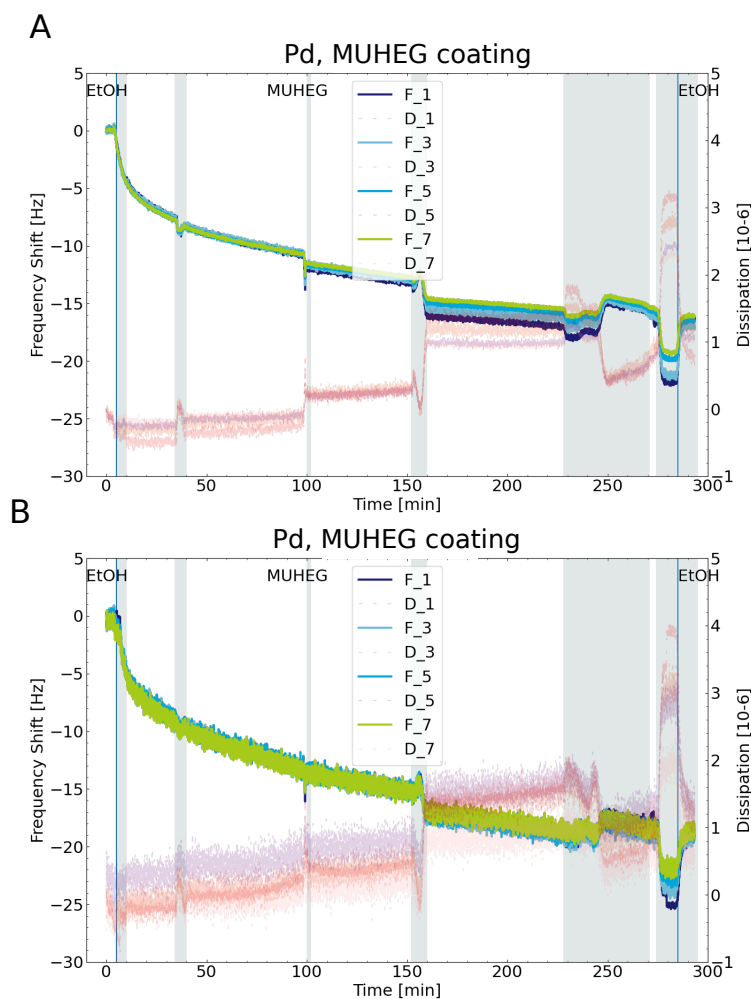 A
Pd, MUHEG coating
5
0
−5
−10
−15
−20
−25
−30
Frequency Shift [Hz]
EtOH
MUHEG
EtOH
F_1
D_1
F_3
D_3
F_5
D_5
F_7
D_7
5
4
3
2
1
0
−1
Dissipation [10-6]
0 50 100 150 200 250 300
Time [min]
B
Pd, MUHEG coating
5
0
−5
−10
−15
−20
−25
−30
Frequency Shift [Hz]
EtOH
MUHEG
EtOH
F_1
D_1
F_3
D_3
F_5
D_5
F_7
D_7
5
4
3
2
1
0
−1
Dissipation [10-6]
0 50 100 150 200 250 300
Time [min]